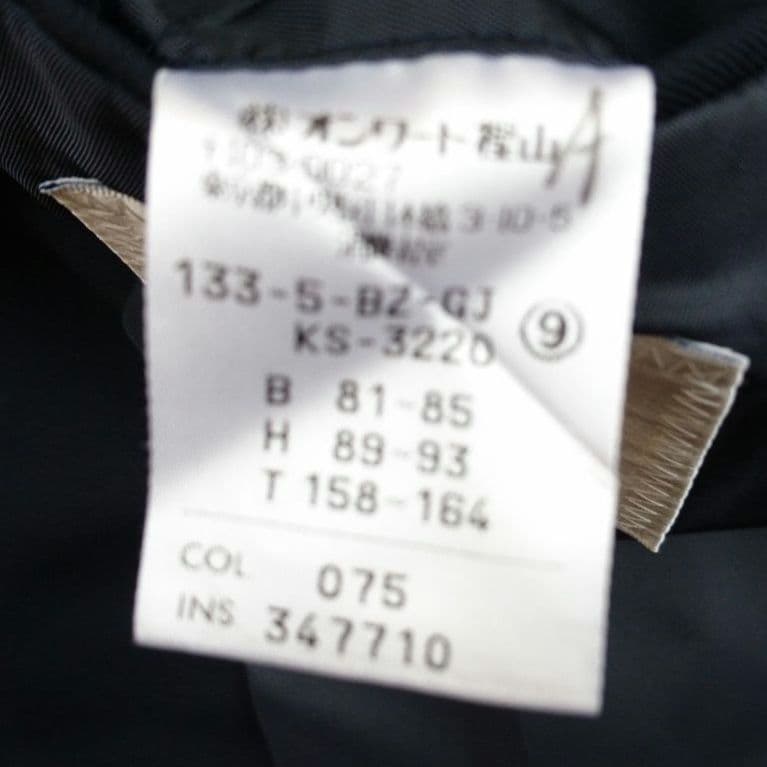 ㈱オンワード樫山 A
133-5-BZ-GJ
KS-3220 ⑨
B 81-85
H 89-93
T 158-164
COL 075
INS 347710